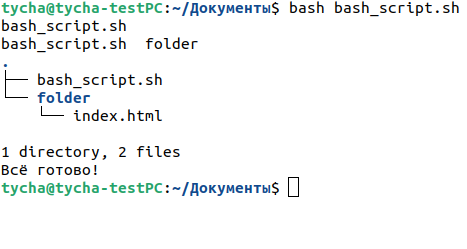 tycha@tycha-testPC:~/Документы$ bash bash_script.sh
bash_script.sh
bash_script.sh  folder
.
├── bash_script.sh
└── folder
    └── index.html

1 directory, 2 files
Всё готово!
tycha@tycha-testPC:~/Документы$